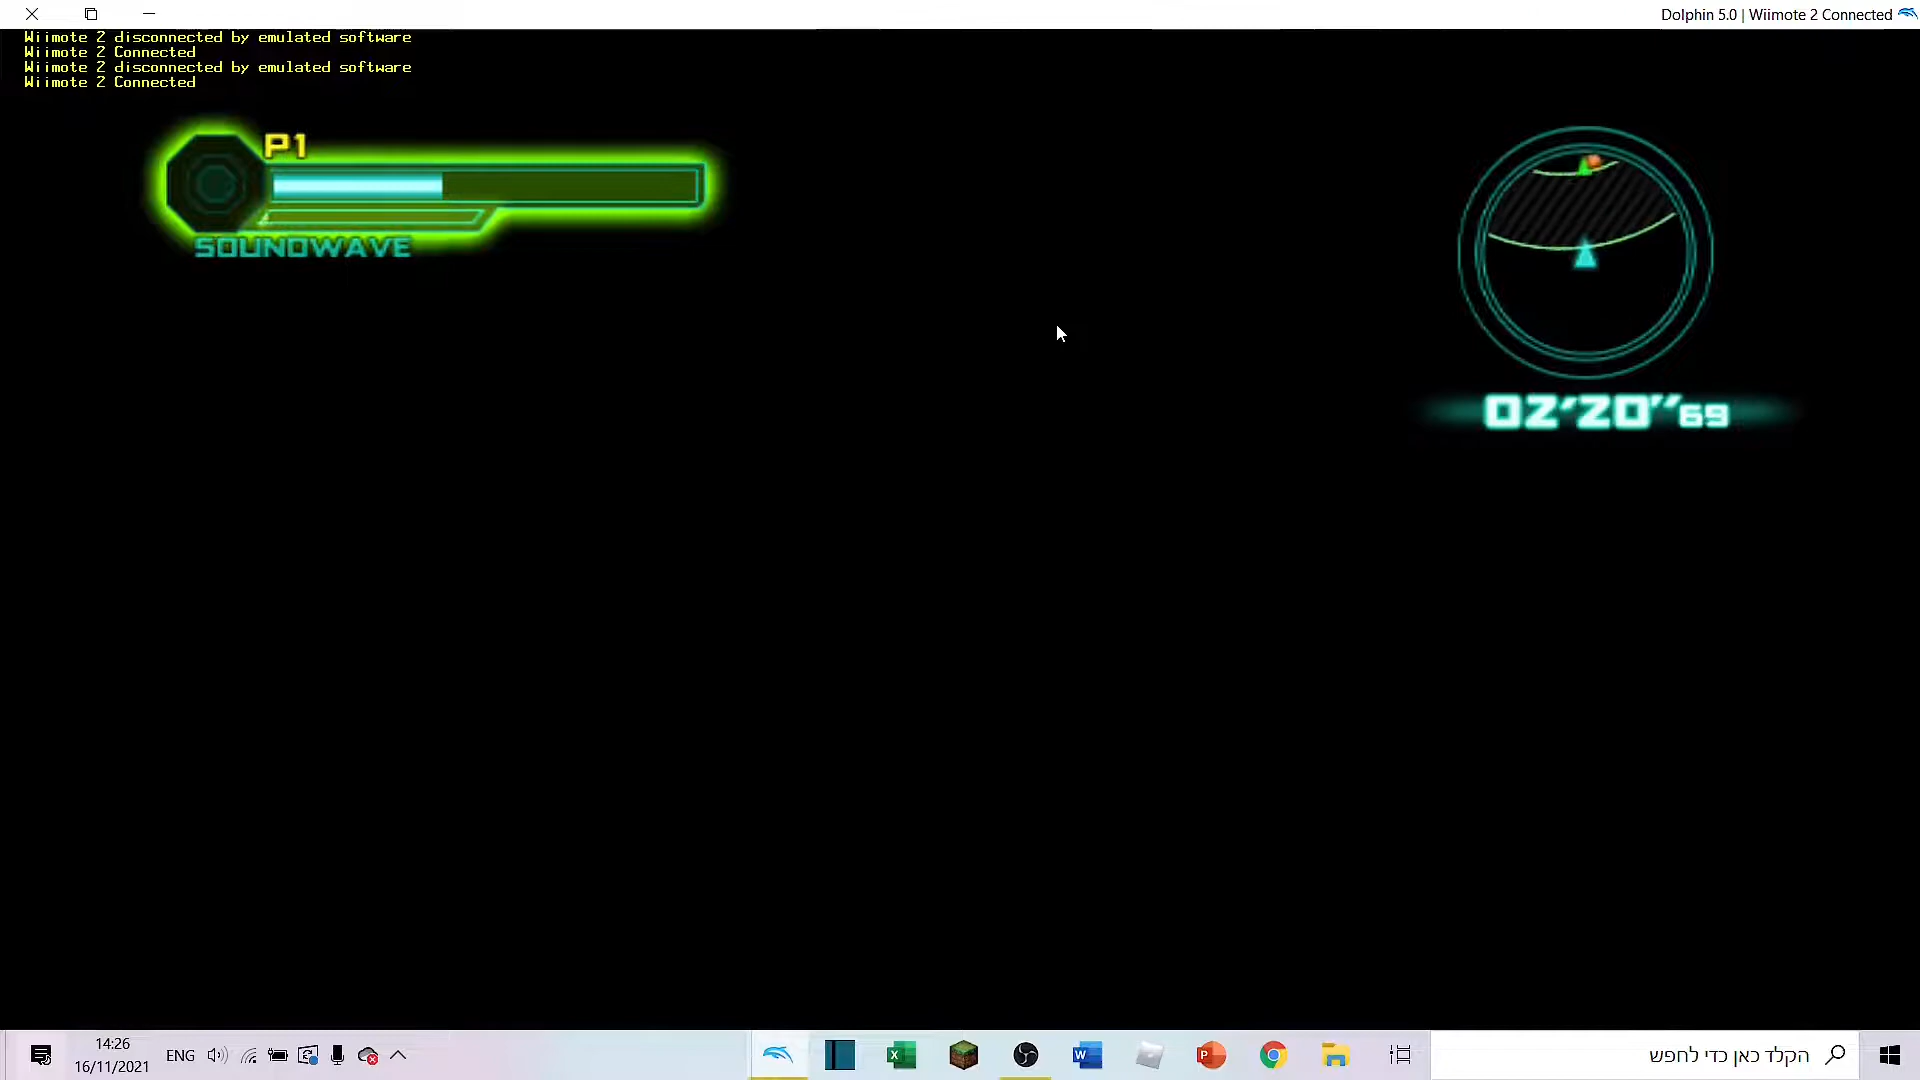 Dolphin 5.0 | Wiimote 2 Connected
Wiimote 2 disconnected by emulated software
Wiimote 2 Connected
Wiimote 2 disconnected by emulated software
Wiimote 2 Connected
P1
SOUNDWAVE
02'20"69
14:26
16/11/2021
ENG
הקלד כאן כדי לחפש